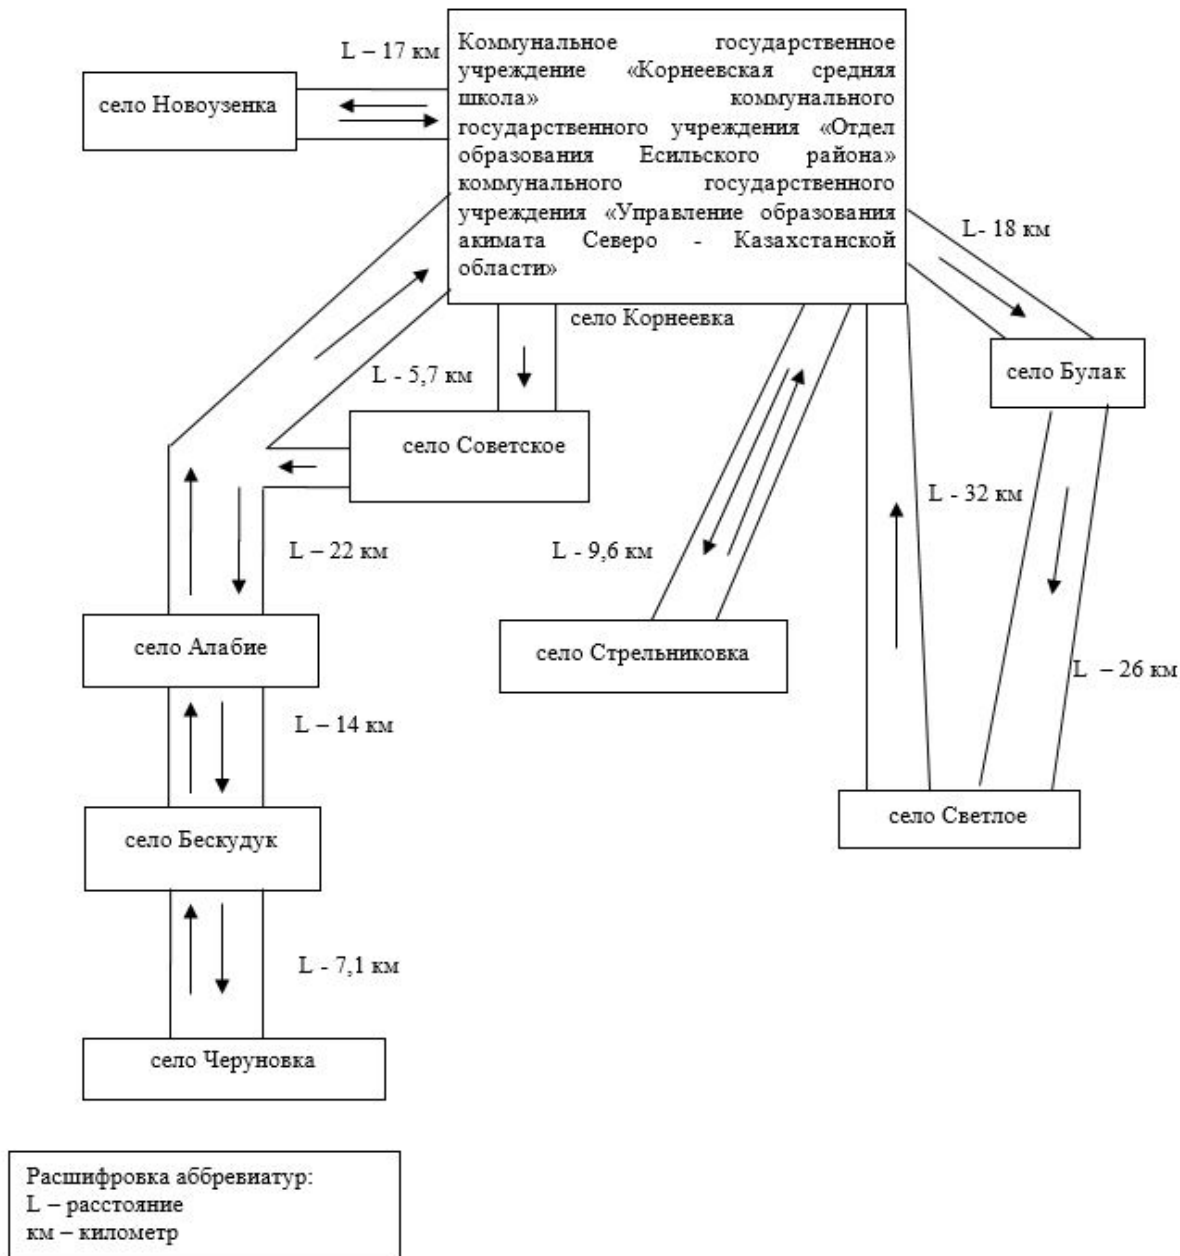 L – 17 км
село Новоузенка
Коммунальное государственное
учреждение «Корнеевская средняя
школа» коммунального
государственного учреждения «Отдел
образования Есильского района»
коммунального государственного
учреждения «Управление образования
акимата Северо - Казахстанской
области»
L- 18 км
село Корнеевка
село Булак
L - 5,7 км
село Советское
L - 32 км
L – 22 км
L - 9,6 км
село Алабие
село Стрельниковка
L – 26 км
L – 14 км
село Бескудук
село Светлое
L - 7,1 км
село Черуновка
Расшифровка аббревиатур:
L – расстояние
км – километр